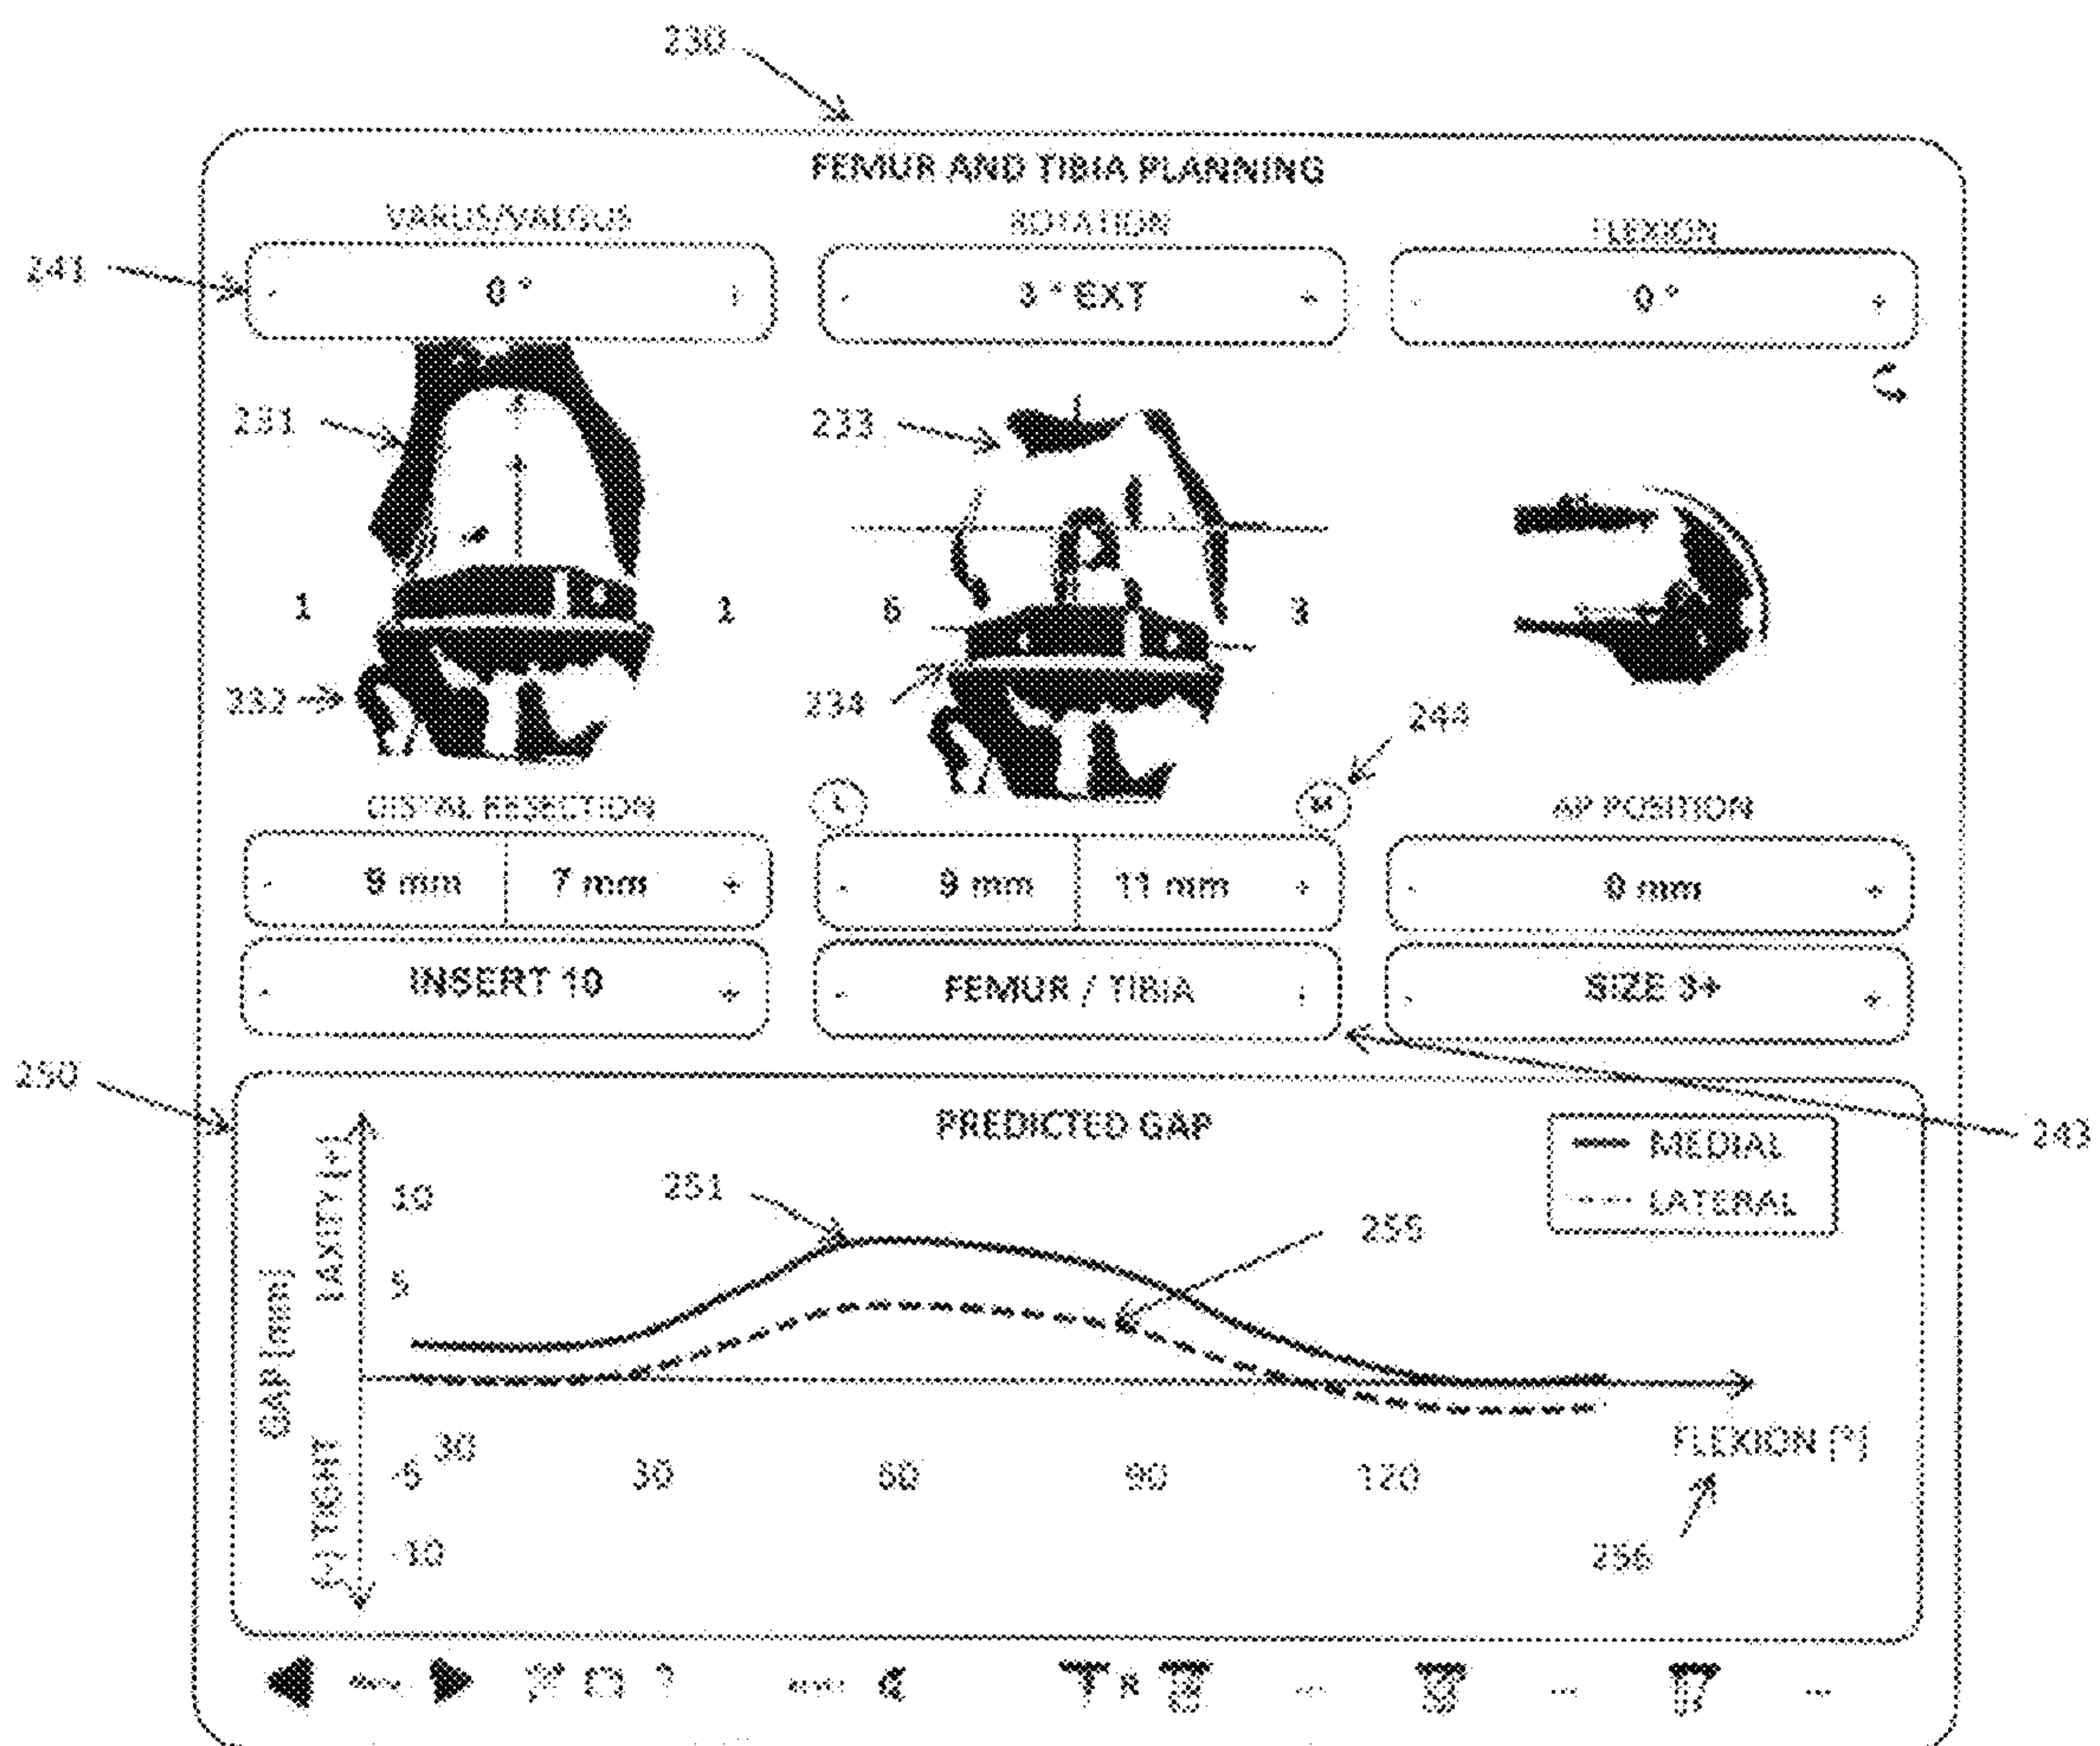 230
FEMUR AND TIBIA PLANNING
VARUS/VALGUS ROTATION FLEXION
241
- 0 ° + - 3 ° EXT + - 0 ° +
231 233
1 1 6 3
232 234 244
DISTAL RESECTION L M AP POSITION
- 9 mm 7 mm + - 9 mm 11 mm + - 0 mm +
- INSERT 10 + - FEMUR / TIBIA + - SIZE 3+ +
250
PREDICTED GAP
243
MEDIAL
LATERAL
251 255
GAP [mm]
LAXITY [+]
(-) TIGHT
10
5
-5
-10
30 30 60 90 120
FLEXION [°]
256
?
R